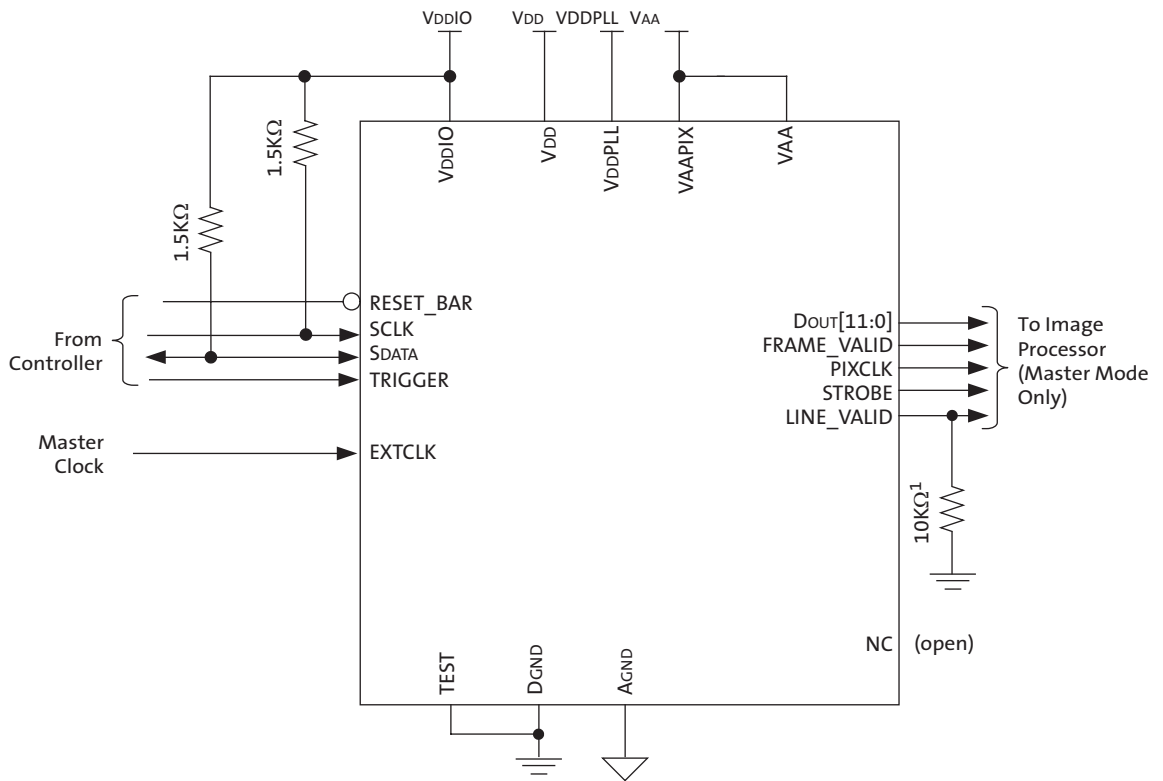 VDDIO
VDD VDDPLL VAA
1.5KΩ
1.5KΩ
VDDIO
VDD
VDDPLL
VAAPIX
VAA
From
Controller
RESET_BAR
SCLK
SDATA
TRIGGER
Master
Clock
EXTCLK
DOUT[11:0]
FRAME_VALID
PIXCLK
STROBE
LINE_VALID
To Image
Processor
(Master Mode
Only)
10KΩ¹
NC (open)
TEST
DGND
AGND